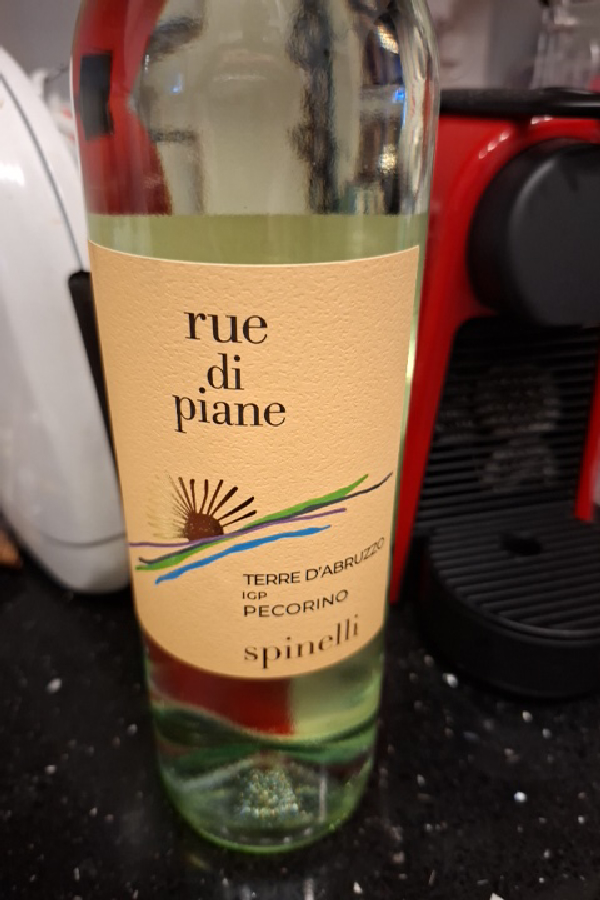 rue
di
piane
TERRE D'ABRUZZO
IGP
PECORINO
spinelli